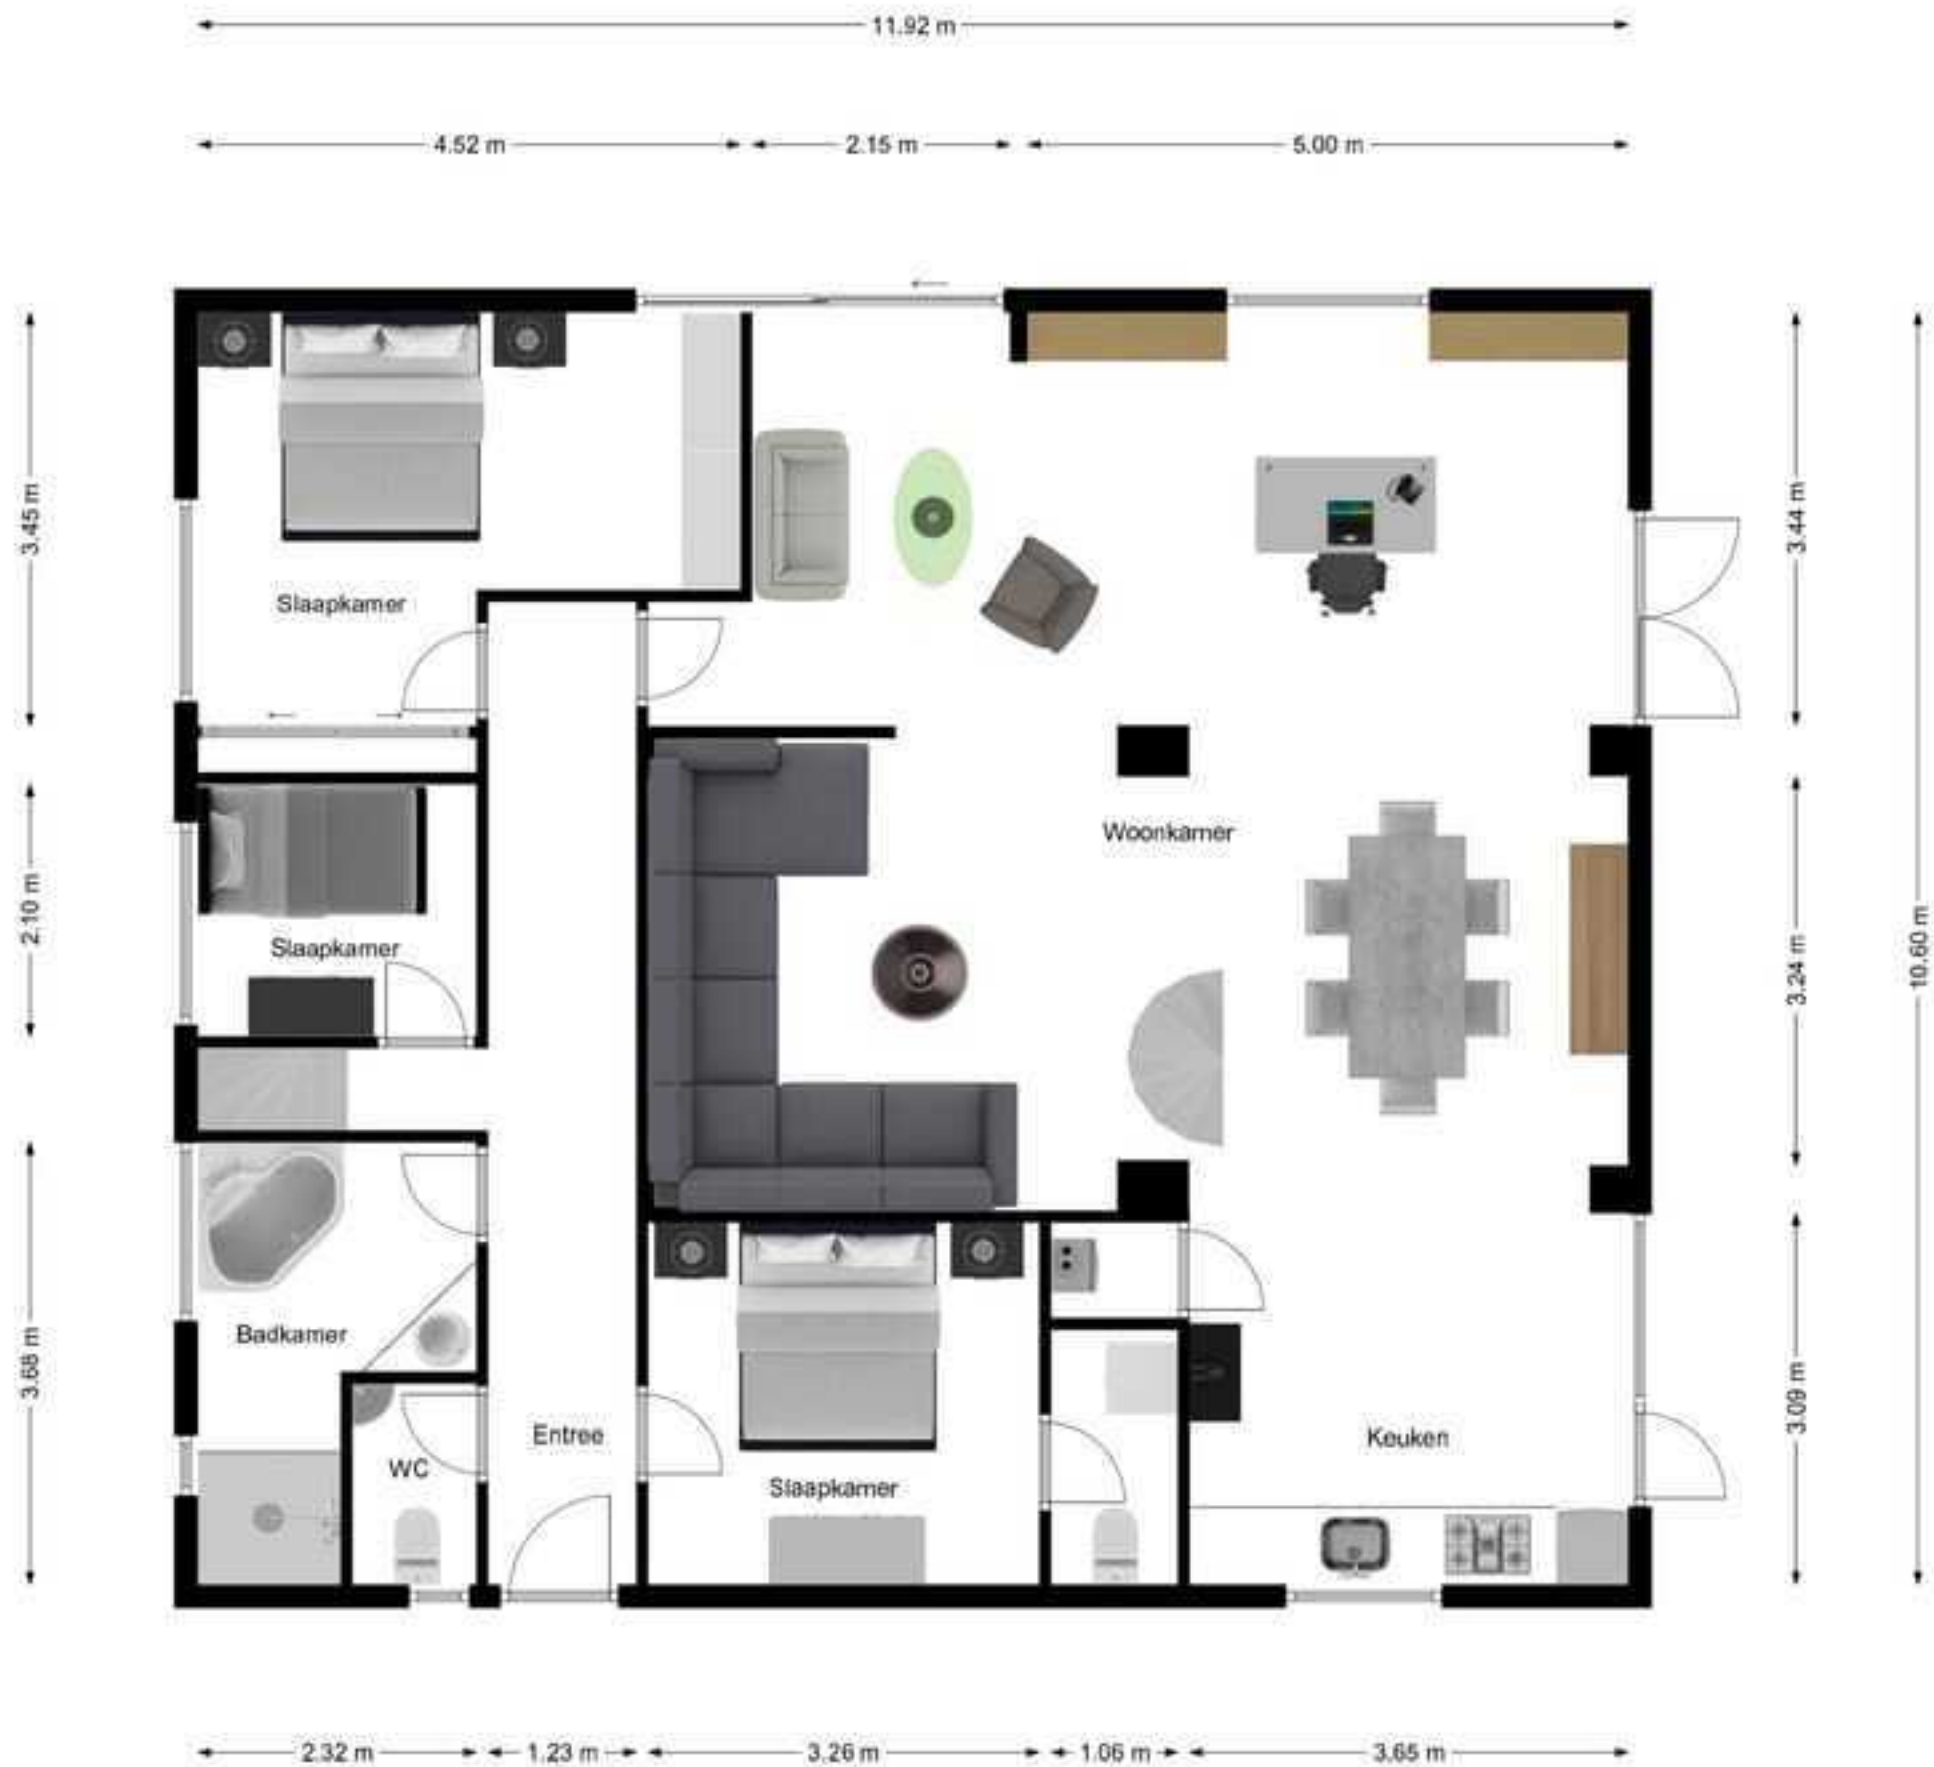 11.92 m
4.52 m
2.15 m
5.00 m
3.45 m
3.44 m
Slaapkamer
Woonkamer
2.10 m
Slaapkamer
3.24 m
10.60 m
Badkamer
3.68 m
3.09 m
Entree
Keuken
WC
Slaapkamer
2.32 m
1.23 m
3.26 m
1.06 m
3.65 m